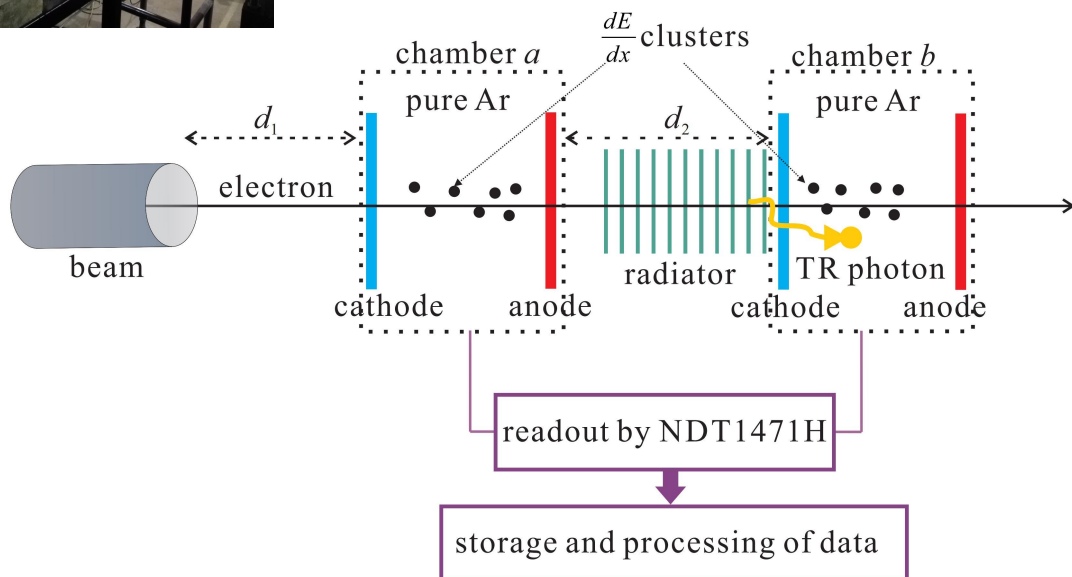 dE
dx clusters
chamber a
chamber b
pure Ar
pure Ar
d₁
d₂
electron
beam
radiator
TR photon
cathode
anode
cathode
anode
readout by NDT1471H
storage and processing of data